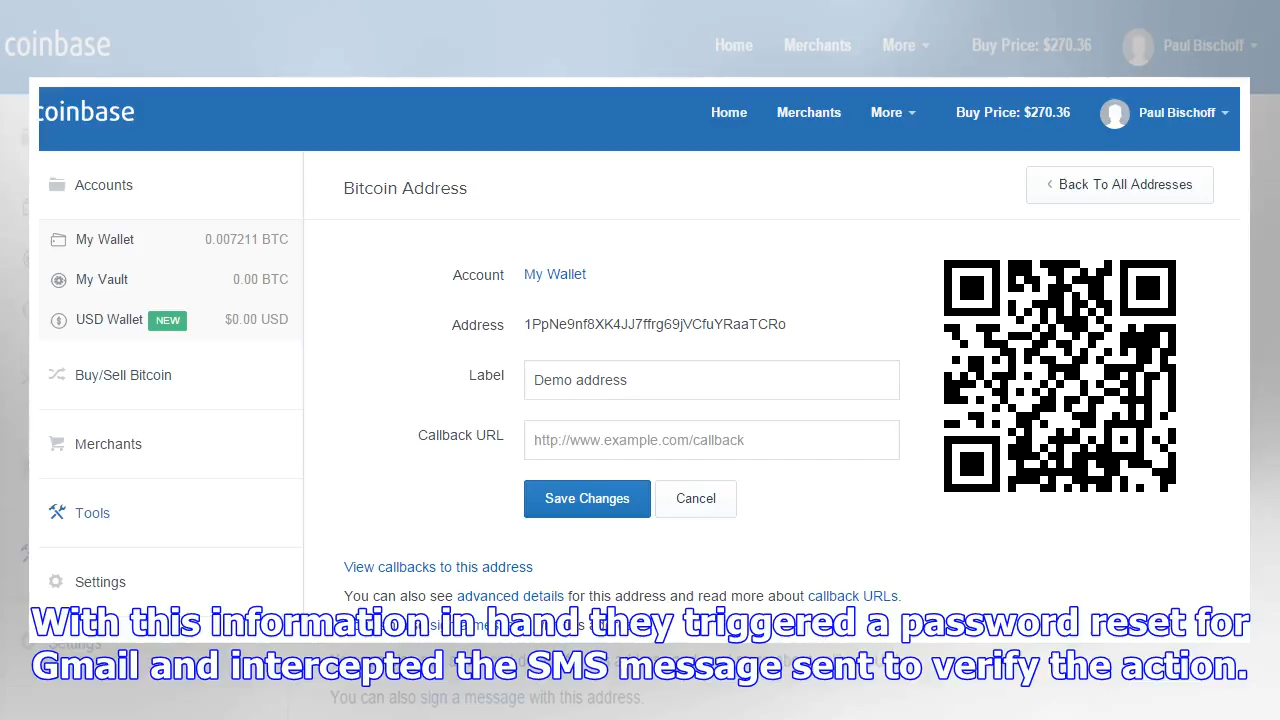 coinbase
Home Merchants More Buy Price: $270.36 Paul Bischoff
coinbase
Home Merchants More Buy Price: $270.36 Paul Bischoff
Accounts
Bitcoin Address
Back To All Addresses
My Wallet 0.007211 BTC
My Vault 0.00 BTC
USD Wallet NEW $0.00 USD
Account My Wallet
Address 1PpNe9nf8XK4JJ7ffrg69jVCfuYRaaTCRo
Label Demo address
Buy/Sell Bitcoin
Callback URL http://www.example.com/callback
Merchants
Save Changes Cancel
Tools
View callbacks to this address
Settings
You can also see advanced details for this address and read more about callback URLs.
With this information in hand they triggered a password reset for
Gmail and intercepted the SMS message sent to verify the action.
Settings
You can also sign a message with this address.